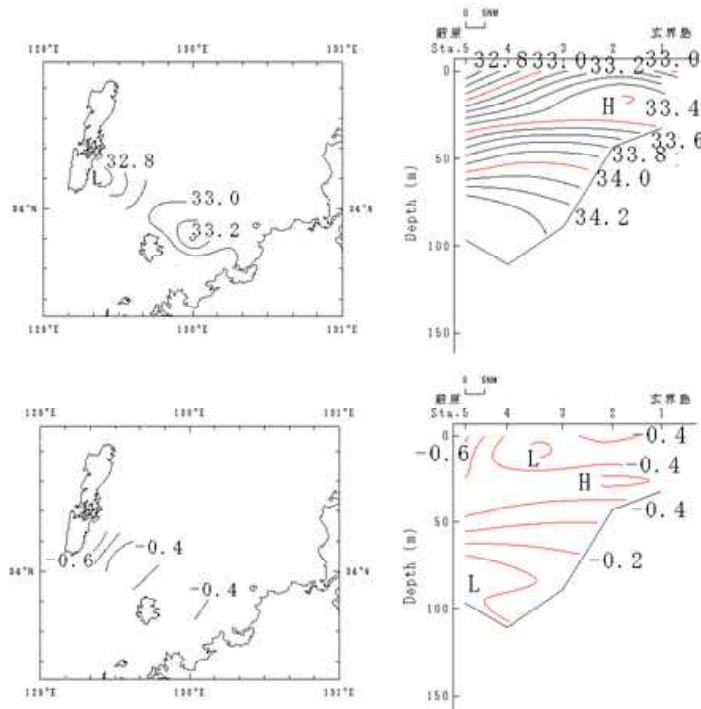 0 5NM
厳原 玄界島
Sta.5 4 3 2 1
129°E 130°E 131°E
32.8 33.0 33.2 33.0
0
H 33.4
33.6
50
33.8
34.0
34.2
100
150
Depth (m)
32.8
33.0
33.2
34°N 34°N
129°E 130°E 131°E
0 5NM
厳原 玄界島
Sta.5 4 3 2 1
129°E 130°E 131°E
0
-0.4
-0.6 L -0.4
H
-0.4
50
-0.2
L
100
150
Depth (m)
-0.6 -0.4
-0.4
34°N 34°N
129°E 130°E 131°E